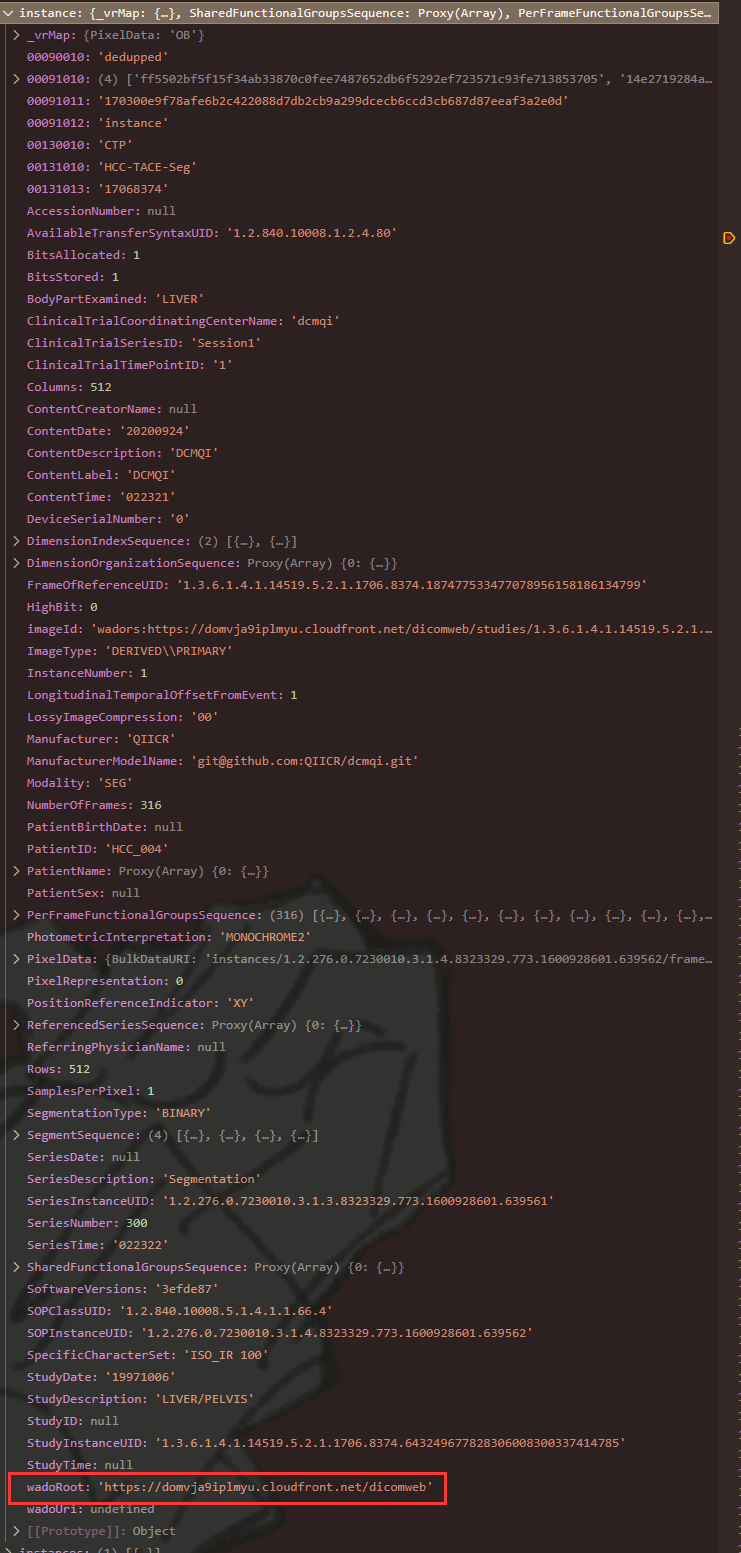 instance: {_vrMap: {…}, SharedFunctionalGroupsSequence: Proxy(Array), PerFrameFunctionalGroupsSe…
_vrMap: {PixelData: 'OB'}
00090010: 'dedupped'
00091010: (4) ['ff5502bf5f15f34ab33870c0fee7487652db6f5292ef723571c93fe713853705', '14e2719284a…
00091011: '170300e9f78afe6b2c422088d7db2cb9a299dcecb6ccd3cb687d87eeaf3a2e0d'
00091012: 'instance'
00130010: 'CTP'
00131010: 'HCC-TACE-Seg'
00131013: '17068374'
AccessionNumber: null
AvailableTransferSyntaxUID: '1.2.840.10008.1.2.4.80'
BitsAllocated: 1
BitsStored: 1
BodyPartExamined: 'LIVER'
ClinicalTrialCoordinatingCenterName: 'dcmqi'
ClinicalTrialSeriesID: 'Session1'
ClinicalTrialTimePointID: '1'
Columns: 512
ContentCreatorName: null
ContentDate: '20200924'
ContentDescription: 'DCMQI'
ContentLabel: 'DCMQI'
ContentTime: '022321'
DeviceSerialNumber: '0'
DimensionIndexSequence: (2) [{…}, {…}]
DimensionOrganizationSequence: Proxy(Array) {0: {…}}
FrameOfReferenceUID: '1.3.6.1.4.1.14519.5.2.1.1706.8374.187477533477078956158186134799'
HighBit: 0
imageId: 'wadors:https://domvja9iplmyu.cloudfront.net/dicomweb/studies/1.3.6.1.4.1.14519.5.2.1.…
ImageType: 'DERIVED\\PRIMARY'
InstanceNumber: 1
LongitudinalTemporalOffsetFromEvent: 1
LossyImageCompression: '00'
Manufacturer: 'QIICR'
ManufacturerModelName: 'git@github.com:QIICR/dcmqi.git'
Modality: 'SEG'
NumberOfFrames: 316
PatientBirthDate: null
PatientID: 'HCC_004'
PatientName: Proxy(Array) {0: {…}}
PatientSex: null
PerFrameFunctionalGroupsSequence: (316) [{…}, {…}, {…}, {…}, {…}, {…}, {…}, {…}, {…}, {…}, {…},…
PhotometricInterpretation: 'MONOCHROME2'
PixelData: {BulkDataURI: 'instances/1.2.276.0.7230010.3.1.4.8323329.773.1600928601.639562/frame…
PixelRepresentation: 0
PositionReferenceIndicator: 'XY'
ReferencedSeriesSequence: Proxy(Array) {0: {…}}
ReferringPhysicianName: null
Rows: 512
SamplesPerPixel: 1
SegmentationType: 'BINARY'
SegmentSequence: (4) [{…}, {…}, {…}, {…}]
SeriesDate: null
SeriesDescription: 'Segmentation'
SeriesInstanceUID: '1.2.276.0.7230010.3.1.3.8323329.773.1600928601.639561'
SeriesNumber: 300
SeriesTime: '022322'
SharedFunctionalGroupsSequence: Proxy(Array) {0: {…}}
SoftwareVersions: '3efde87'
SOPClassUID: '1.2.840.10008.5.1.4.1.1.66.4'
SOPInstanceUID: '1.2.276.0.7230010.3.1.4.8323329.773.1600928601.639562'
SpecificCharacterSet: 'ISO_IR 100'
StudyDate: '19971006'
StudyDescription: 'LIVER/PELVIS'
StudyID: null
StudyInstanceUID: '1.3.6.1.4.1.14519.5.2.1.1706.8374.643249677828306008300337414785'
StudyTime: null
wadoRoot: 'https://domvja9iplmyu.cloudfront.net/dicomweb'
wadoUri: undefined
[[Prototype]]: Object